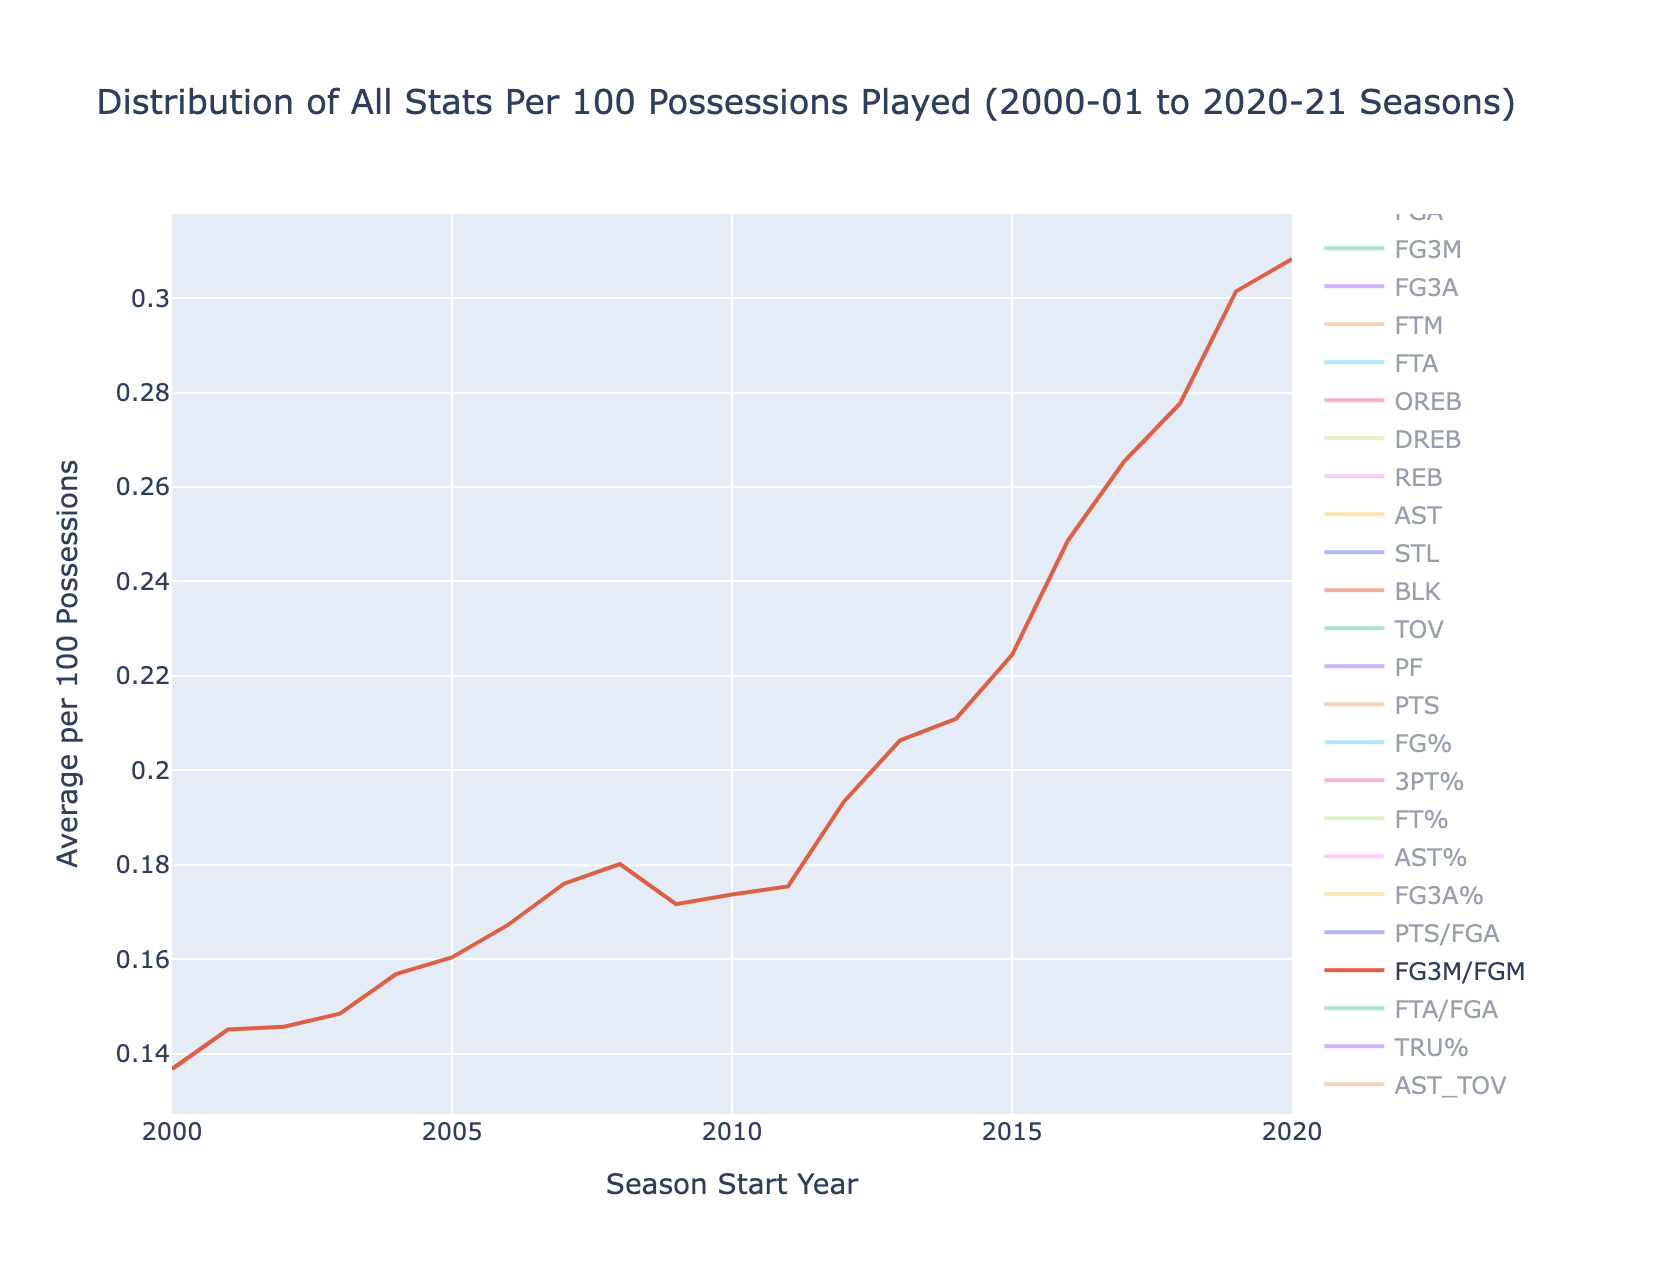 Distribution of All Stats Per 100 Possessions Played (2000-01 to 2020-21 Seasons)
Average per 100 Possessions
0.3
0.28
0.26
0.24
0.22
0.2
0.18
0.16
0.14
2000
2005
2010
2015
2020
Season Start Year
FGA
FG3M
FG3A
FTM
FTA
OREB
DREB
REB
AST
STL
BLK
TOV
PF
PTS
FG%
3PT%
FT%
AST%
FG3A%
PTS/FGA
FG3M/FGM
FTA/FGA
TRU%
AST_TOV